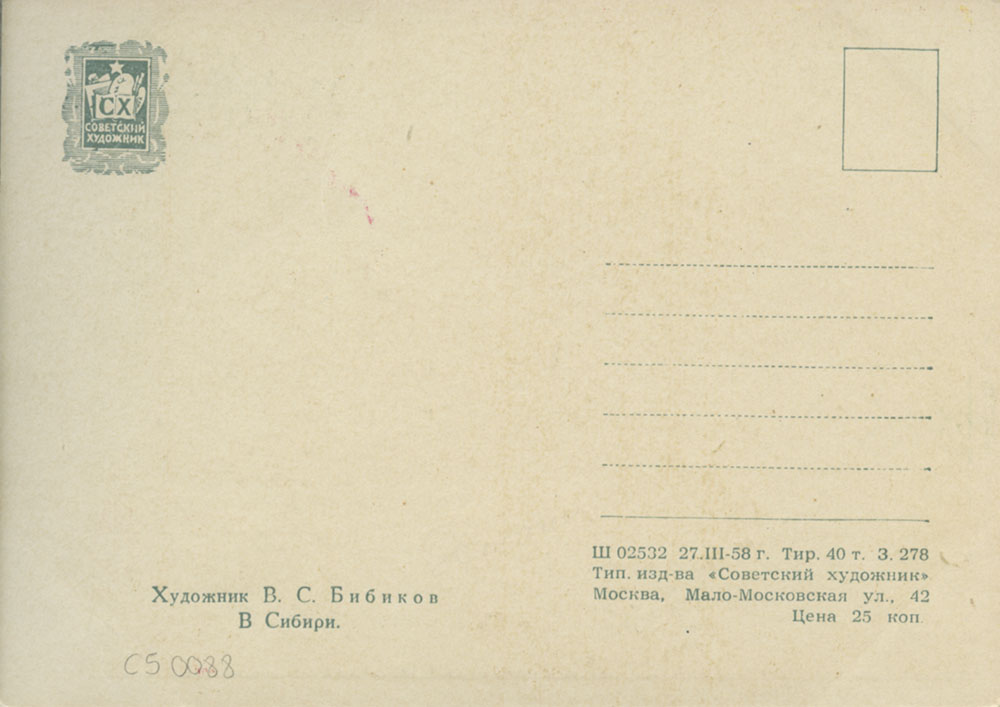 СХ
СОВЕТСКИЙ
ХУДОЖНИК
Ш 02532 27.III-58 г. Тир. 40 т. З. 278
Тип. изд-ва «Советский художник»
Москва, Мало-Московская ул., 42
Цена 25 коп.
Художник В. С. Бибиков
В Сибири.
С5 0088